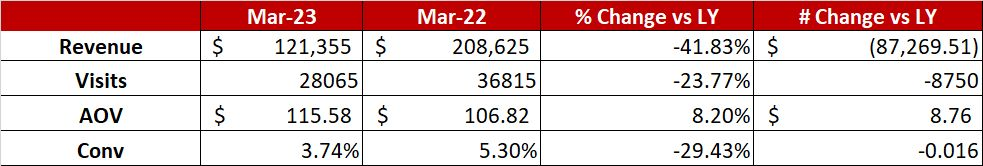 Mar-23 Mar-22 % Change vs LY # Change vs LY
Revenue $ 121,355 $ 208,625 -41.83% $ (87,269.51)
Visits 28065 36815 -23.77% -8750
AOV $ 115.58 $ 106.82 8.20% $ 8.76
Conv 3.74% 5.30% -29.43% -0.016